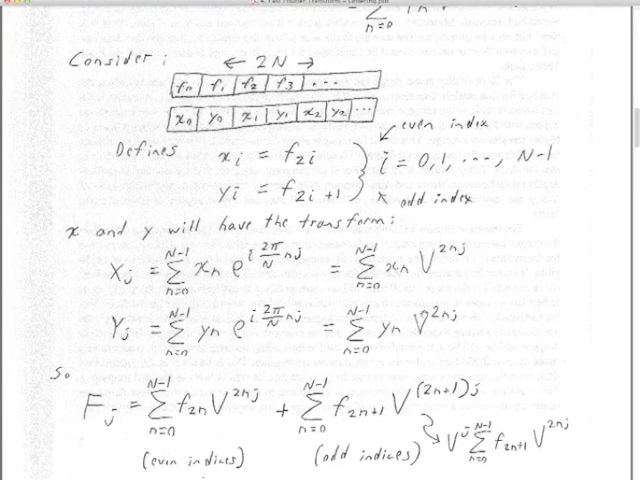 Σ n=0
Consider: ← 2N →
f0 | f1 | f2 | f3 | ...
x0 | y0 | x1 | y1 | x2 | y2 | ...
even index
Defines xi = f2i
yi = f2i+1 } i = 0,1, ..., N-1
odd index
x and y will have the transform:
Xj = Σ_{n=0}^{N-1} xn e^{i 2π/N nj} = Σ_{n=0}^{N-1} xn V^{2nj}
Yj = Σ_{n=0}^{N-1} yn e^{i 2π/N nj} = Σ_{n=0}^{N-1} yn V^{2nj}
So
Fj = Σ_{n=0}^{N-1} f2n V^{2nj} + Σ_{n=0}^{N-1} f2n+1 V^{(2n+1)j}
(even indices) (odd indices) V^j Σ_{n=0}^{N-1} f2n+1 V^{2nj}